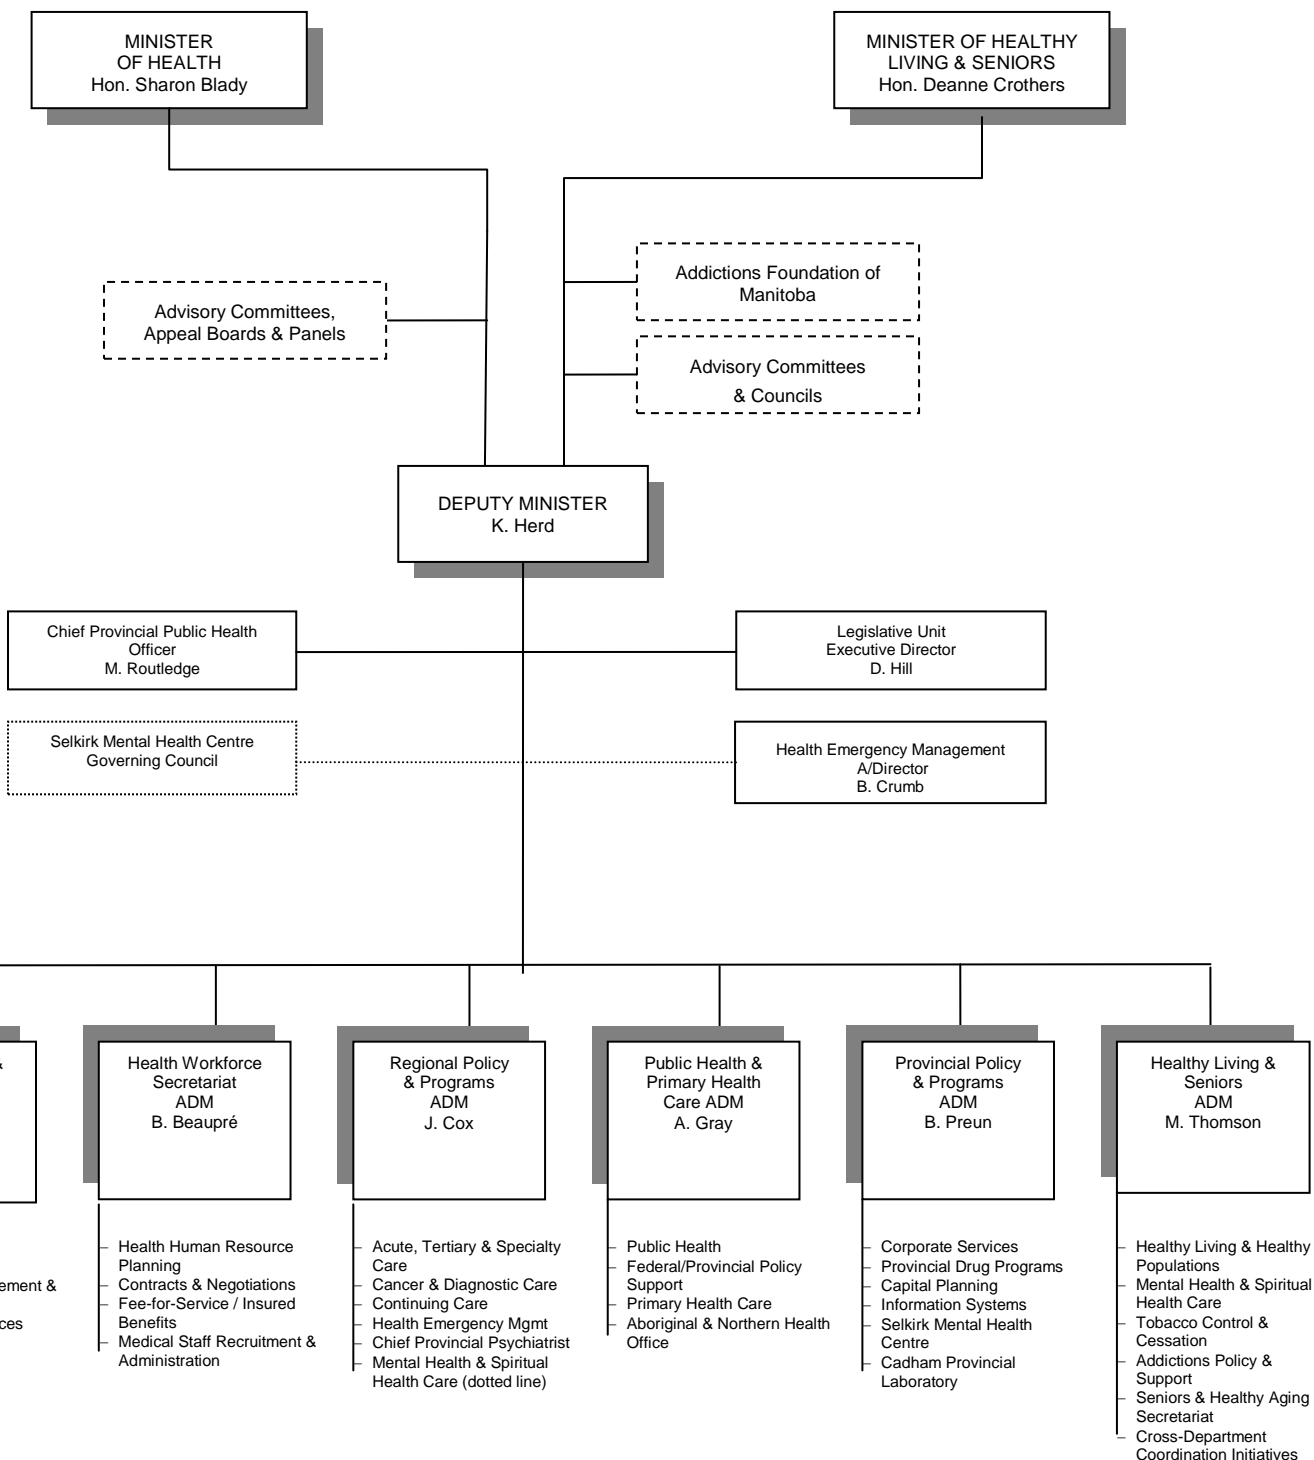 MINISTER
OF HEALTH
Hon. Sharon Blady
MINISTER OF HEALTHY
LIVING & SENIORS
Hon. Deanne Crothers
Addictions Foundation of
Manitoba
Advisory Committees,
Appeal Boards & Panels
Advisory Committees
& Councils
DEPUTY MINISTER
K. Herd
Chief Provincial Public Health
Officer
M. Routledge
Legislative Unit
Executive Director
D. Hill
Selkirk Mental Health Centre
Governing Council
Health Emergency Management
A/Director
B. Crumb
&
ement &
ces
Health Workforce
Secretariat
ADM
B. Beaupré
– Health Human Resource
Planning
– Contracts & Negotiations
– Fee-for-Service / Insured
Benefits
– Medical Staff Recruitment &
Administration
Regional Policy
& Programs
ADM
J. Cox
– Acute, Tertiary & Specialty
Care
– Cancer & Diagnostic Care
– Continuing Care
– Health Emergency Mgmt
– Chief Provincial Psychiatrist
– Mental Health & Spiritual
Health Care (dotted line)
Public Health &
Primary Health
Care ADM
A. Gray
– Public Health
– Federal/Provincial Policy
Support
– Primary Health Care
– Aboriginal & Northern Health
Office
Provincial Policy
& Programs
ADM
B. Preun
– Corporate Services
– Provincial Drug Programs
– Capital Planning
– Information Systems
– Selkirk Mental Health
Centre
– Cadham Provincial
Laboratory
Healthy Living &
Seniors
ADM
M. Thomson
– Healthy Living & Healthy
Populations
– Mental Health & Spiritual
Health Care
– Tobacco Control &
Cessation
– Addictions Policy &
Support
– Seniors & Healthy Aging
Secretariat
– Cross-Department
Coordination Initiatives